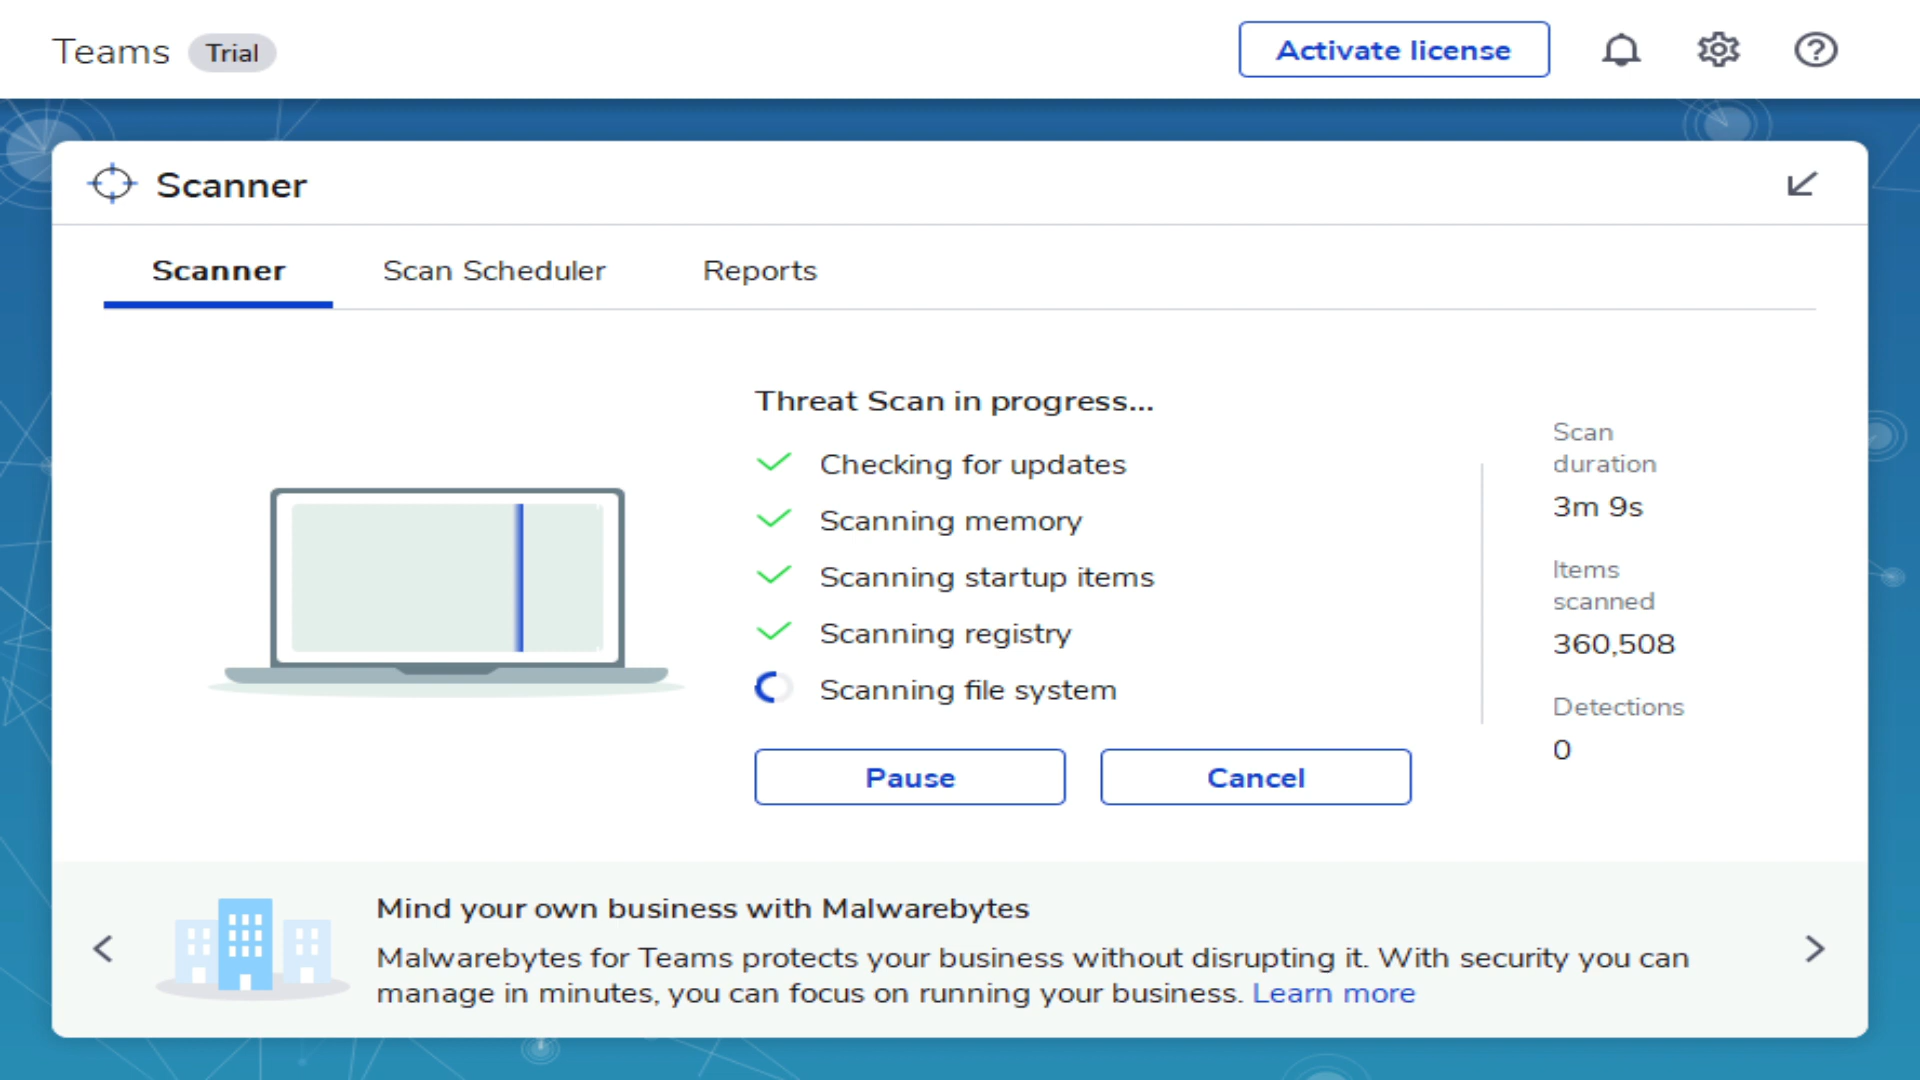 Teams Trial Activate license
Scanner
Scanner Scan Scheduler Reports
Threat Scan in progress...
Checking for updates
Scanning memory
Scanning startup items
Scanning registry
Scanning file system
Pause Cancel
Scan
duration
3m 9s
Items
scanned
360,508
Detections
0
Mind your own business with Malwarebytes
Malwarebytes for Teams protects your business without disrupting it. With security you can
manage in minutes, you can focus on running your business. Learn more